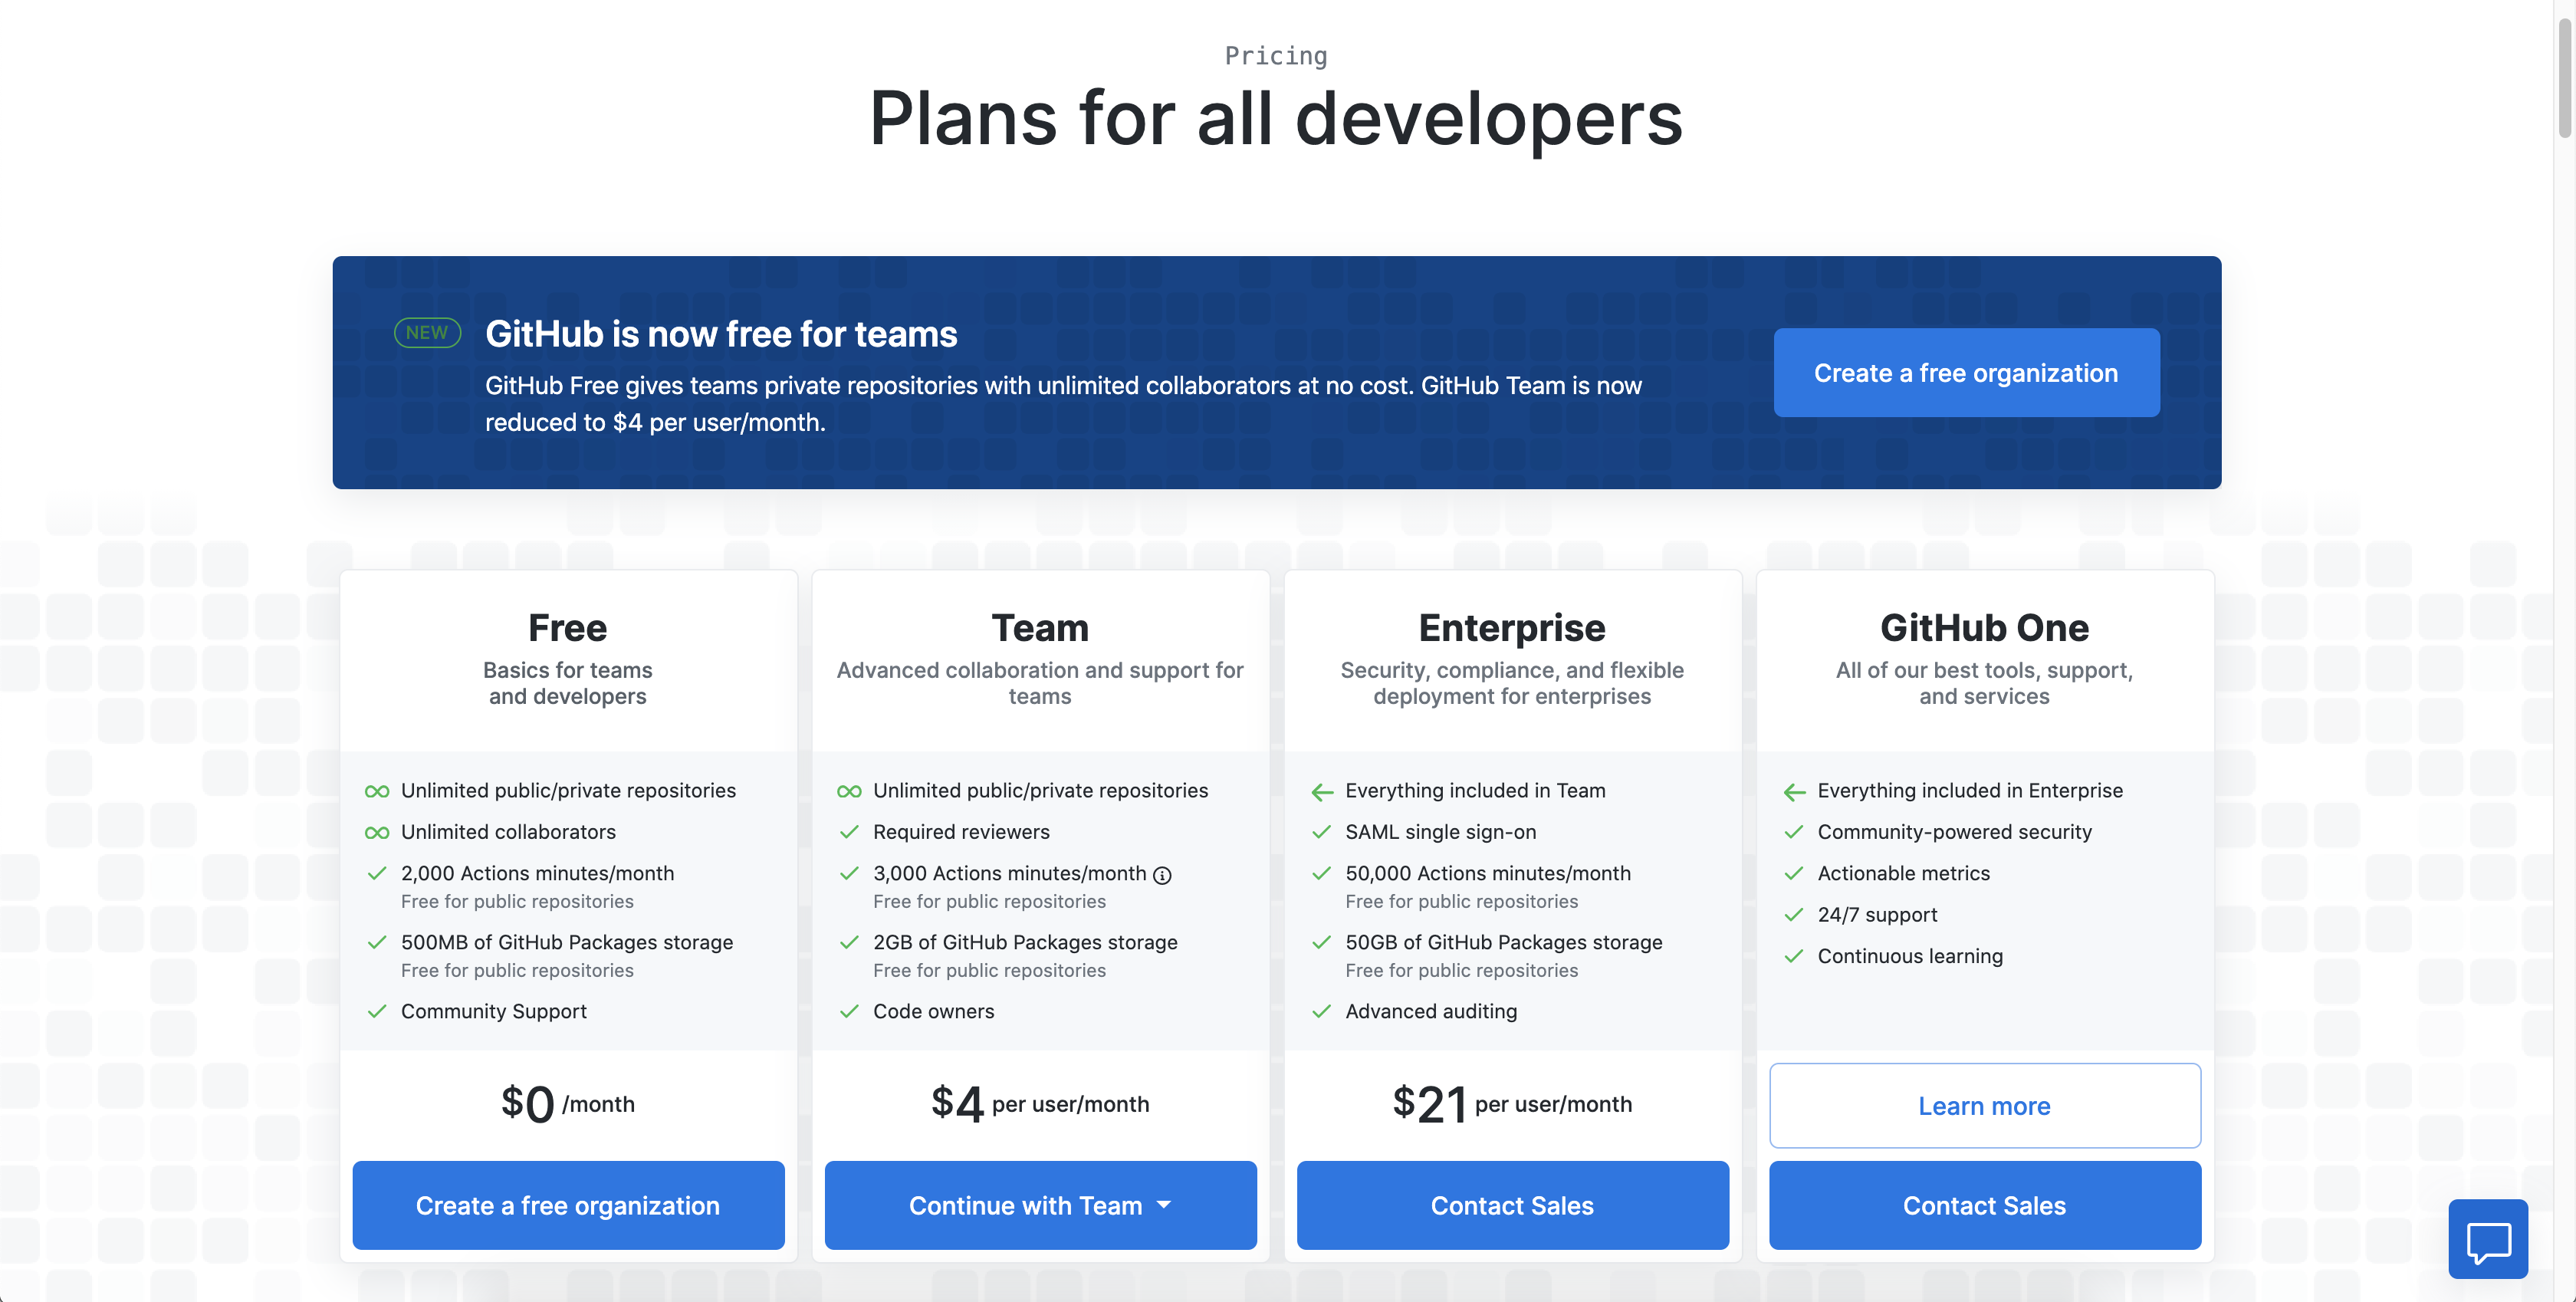 Pricing
Plans for all developers
NEW
GitHub is now free for teams
GitHub Free gives teams private repositories with unlimited collaborators at no cost. GitHub Team is now
reduced to $4 per user/month.
Create a free organization
Free
Basics for teams
and developers
Unlimited public/private repositories
Unlimited collaborators
2,000 Actions minutes/month
Free for public repositories
500MB of GitHub Packages storage
Free for public repositories
Community Support
$0 /month
Create a free organization
Team
Advanced collaboration and support for
teams
Unlimited public/private repositories
Required reviewers
3,000 Actions minutes/month
Free for public repositories
2GB of GitHub Packages storage
Free for public repositories
Code owners
$4 per user/month
Continue with Team
Enterprise
Security, compliance, and flexible
deployment for enterprises
Everything included in Team
SAML single sign-on
50,000 Actions minutes/month
Free for public repositories
50GB of GitHub Packages storage
Free for public repositories
Advanced auditing
$21 per user/month
Contact Sales
GitHub One
All of our best tools, support,
and services
Everything included in Enterprise
Community-powered security
Actionable metrics
24/7 support
Continuous learning
Learn more
Contact Sales